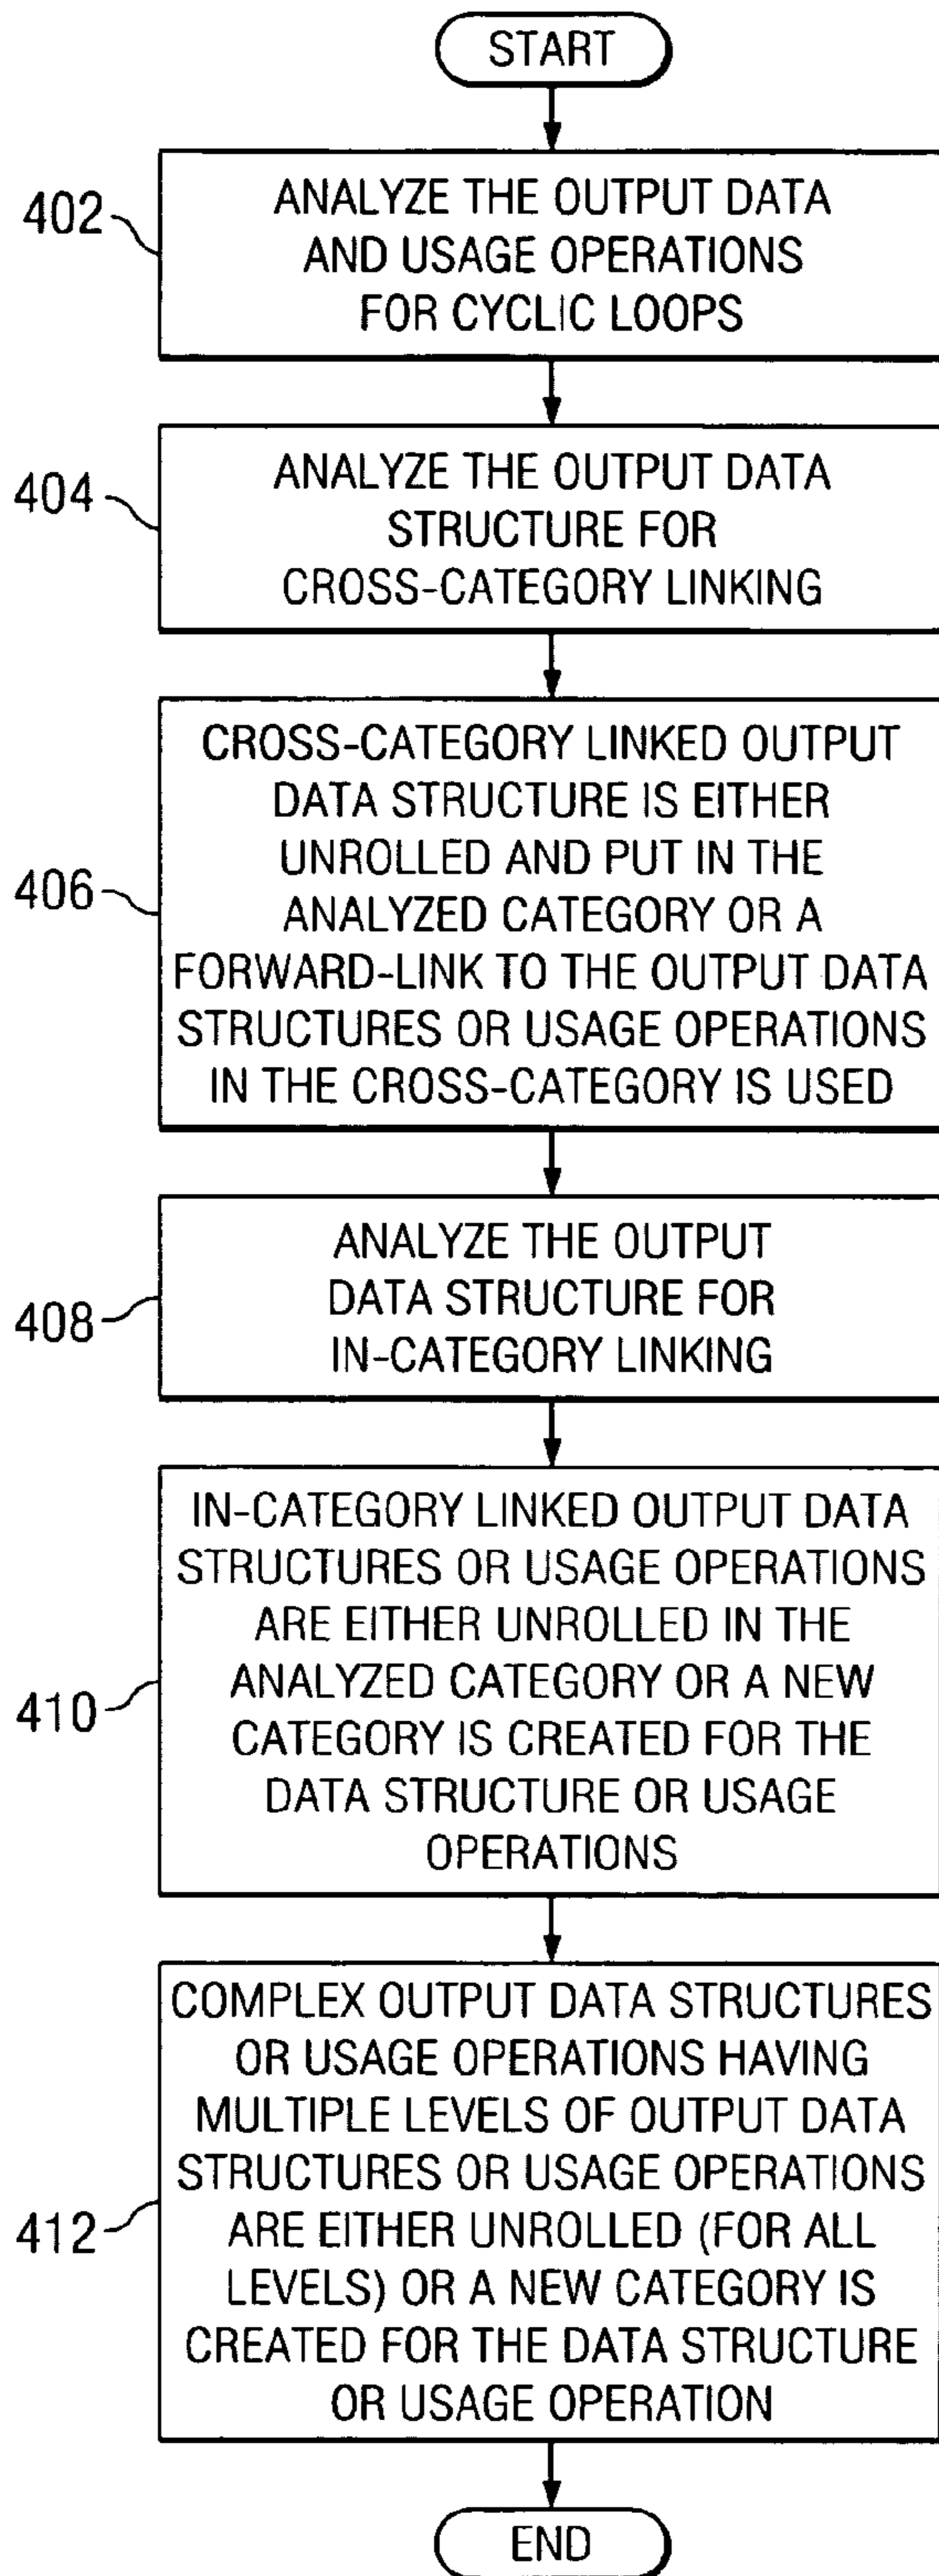 START
402
ANALYZE THE OUTPUT DATA
AND USAGE OPERATIONS
FOR CYCLIC LOOPS
404
ANALYZE THE OUTPUT DATA
STRUCTURE FOR
CROSS-CATEGORY LINKING
406
CROSS-CATEGORY LINKED OUTPUT
DATA STRUCTURE IS EITHER
UNROLLED AND PUT IN THE
ANALYZED CATEGORY OR A
FORWARD-LINK TO THE OUTPUT DATA
STRUCTURES OR USAGE OPERATIONS
IN THE CROSS-CATEGORY IS USED
408
ANALYZE THE OUTPUT
DATA STRUCTURE FOR
IN-CATEGORY LINKING
410
IN-CATEGORY LINKED OUTPUT DATA
STRUCTURES OR USAGE OPERATIONS
ARE EITHER UNROLLED IN THE
ANALYZED CATEGORY OR A NEW
CATEGORY IS CREATED FOR THE
DATA STRUCTURE OR USAGE
OPERATIONS
412
COMPLEX OUTPUT DATA STRUCTURES
OR USAGE OPERATIONS HAVING
MULTIPLE LEVELS OF OUTPUT DATA
STRUCTURES OR USAGE OPERATIONS
ARE EITHER UNROLLED (FOR ALL
LEVELS) OR A NEW CATEGORY IS
CREATED FOR THE DATA STRUCTURE
OR USAGE OPERATION
END